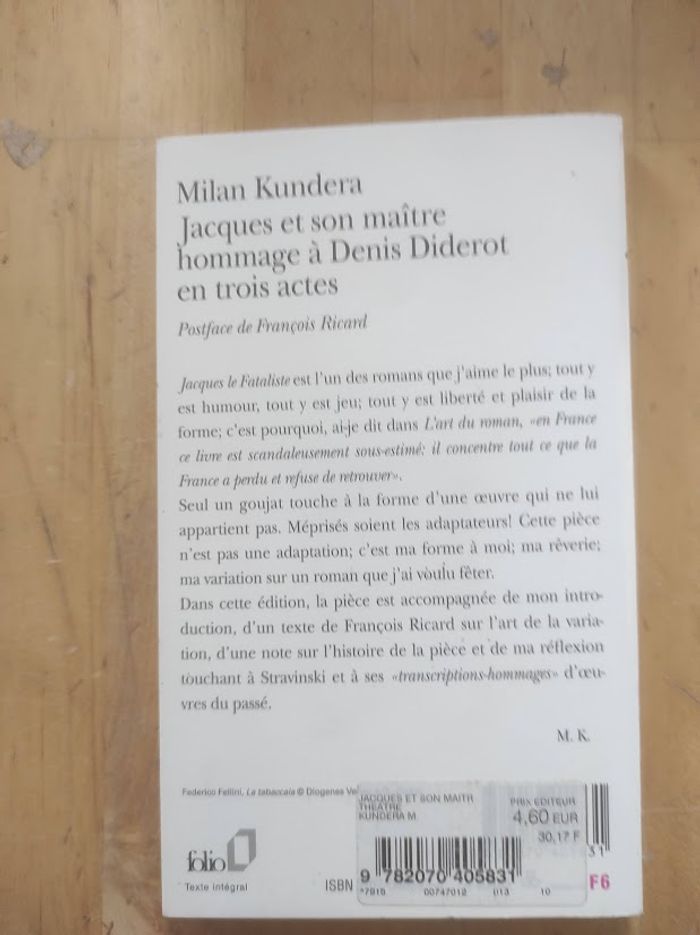 Milan Kundera
Jacques et son maître
hommage à Denis Diderot
en trois actes
Postface de François Ricard
Jacques le Fataliste est l'un des romans que j'aime le plus; tout y
est humour, tout y est jeu; tout y est liberté et plaisir de la
forme; c'est pourquoi, ai-je dit dans L'art du roman, «en France
ce livre est scandaleusement sous-estimé: il concentre tout ce que la
France a perdu et refuse de retrouver».
Seul un goujat touche à la forme d'une œuvre qui ne lui
appartient pas. Méprisés soient les adaptateurs! Cette pièce
n'est pas une adaptation; c'est ma forme à moi; ma rêverie;
ma variation sur un roman que j'ai voulu fêter.
Dans cette édition, la pièce est accompagnée de mon intro-
duction, d'un texte de François Ricard sur l'art de la varia-
tion, d'une note sur l'histoire de la pièce et de ma réflexion
touchant à Stravinski et à ses «transcriptions-hommages» d'œu-
vres du passé.
M. K.
Federico Fellini, La tabaccaia © Diogenes Ve
JACQUES ET SON MAITR
THEATRE
KUNDERA M.
PRIX EDITEUR
4,60 EUR
30,17 F
folio
Texte intégral
ISBN
9 782070 405831
*7915 00747012 1113 10
31
F6